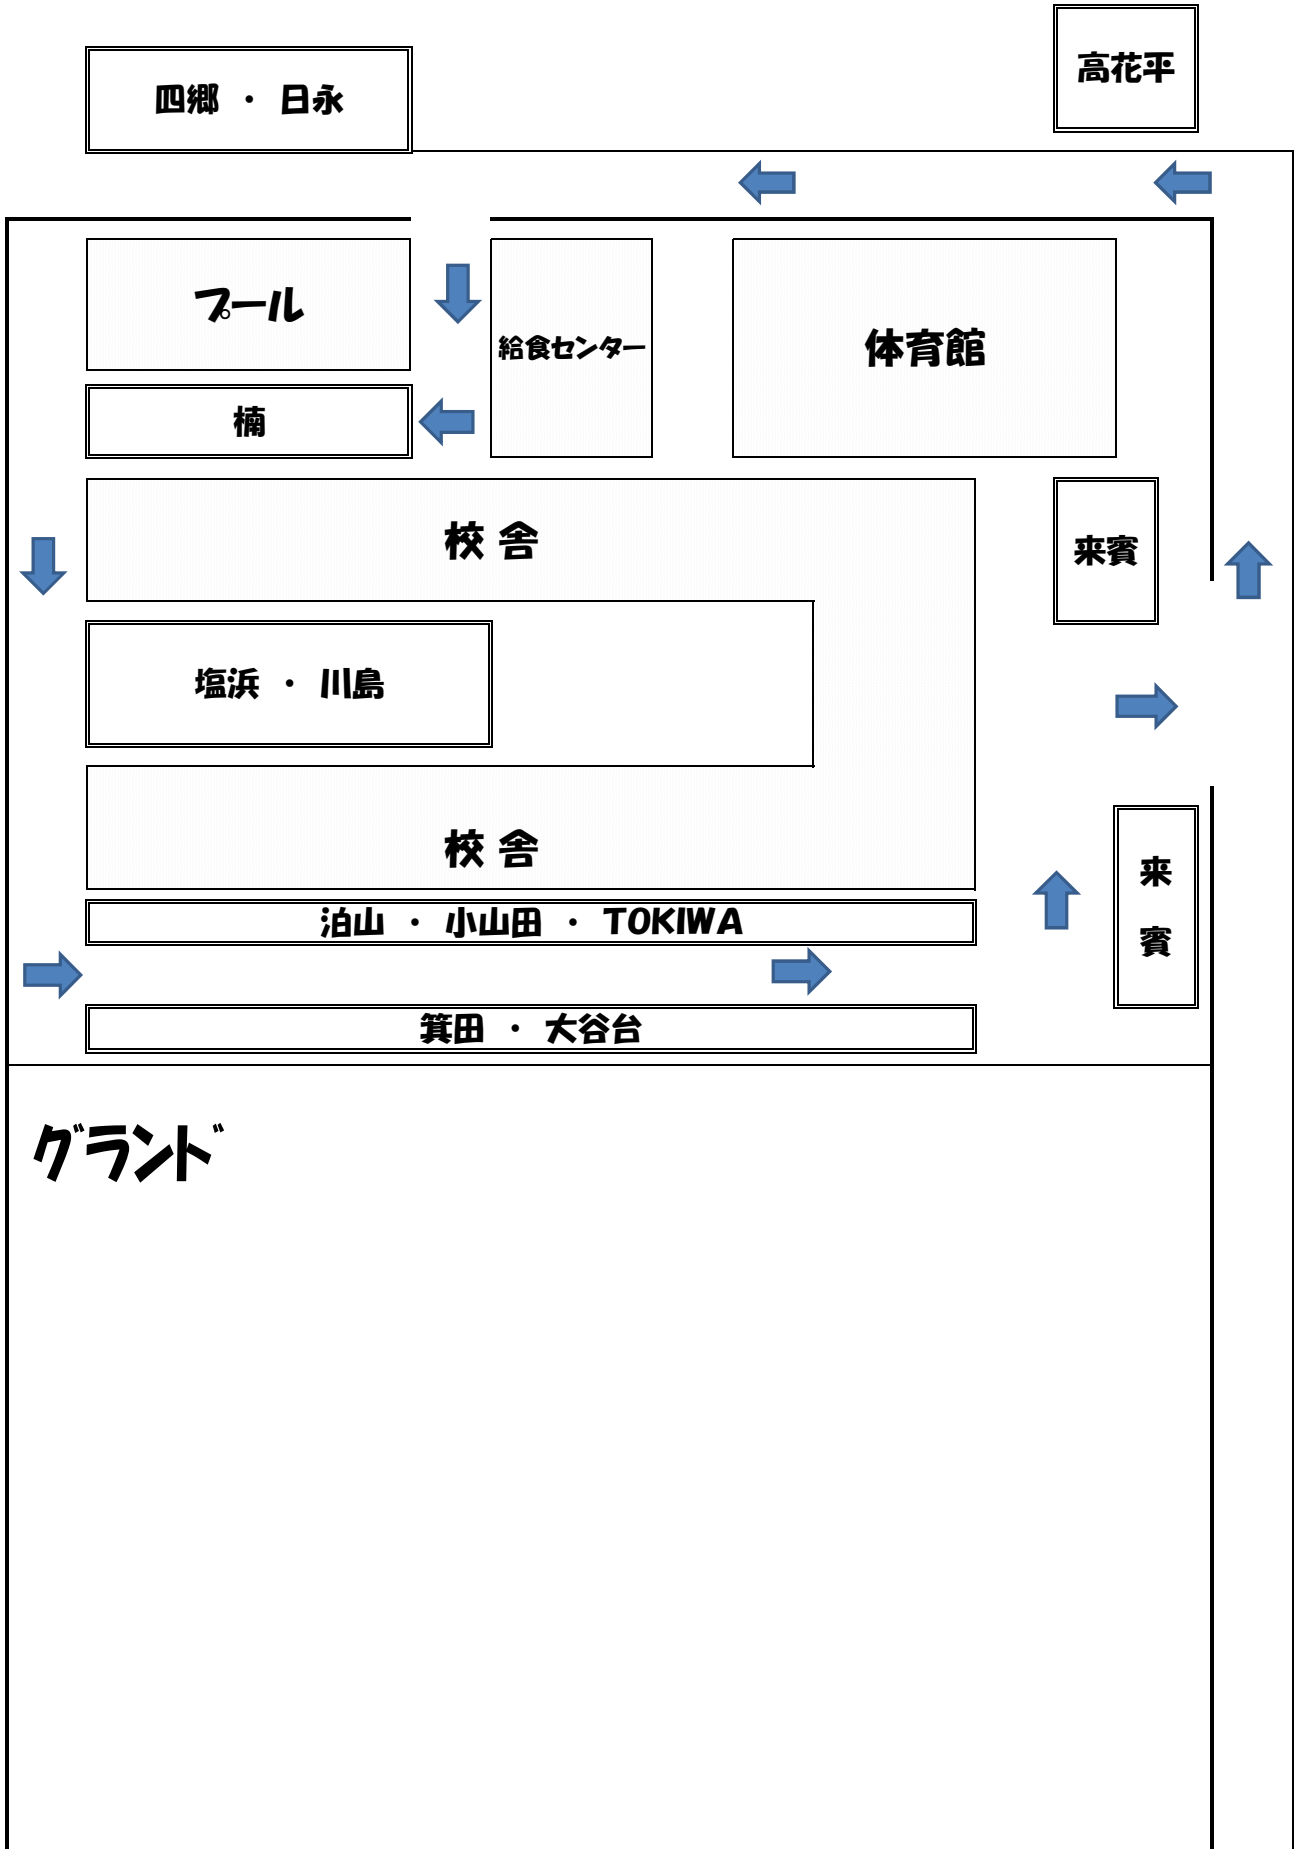 高花平
四郷 ・ 日永
プール
給食センター
体育館
楠
校 舎
来賓
塩浜 ・ 川島
校 舎
来
賓
泊山 ・ 小山田 ・ TOKIWA
箕田 ・ 大谷台
グランド